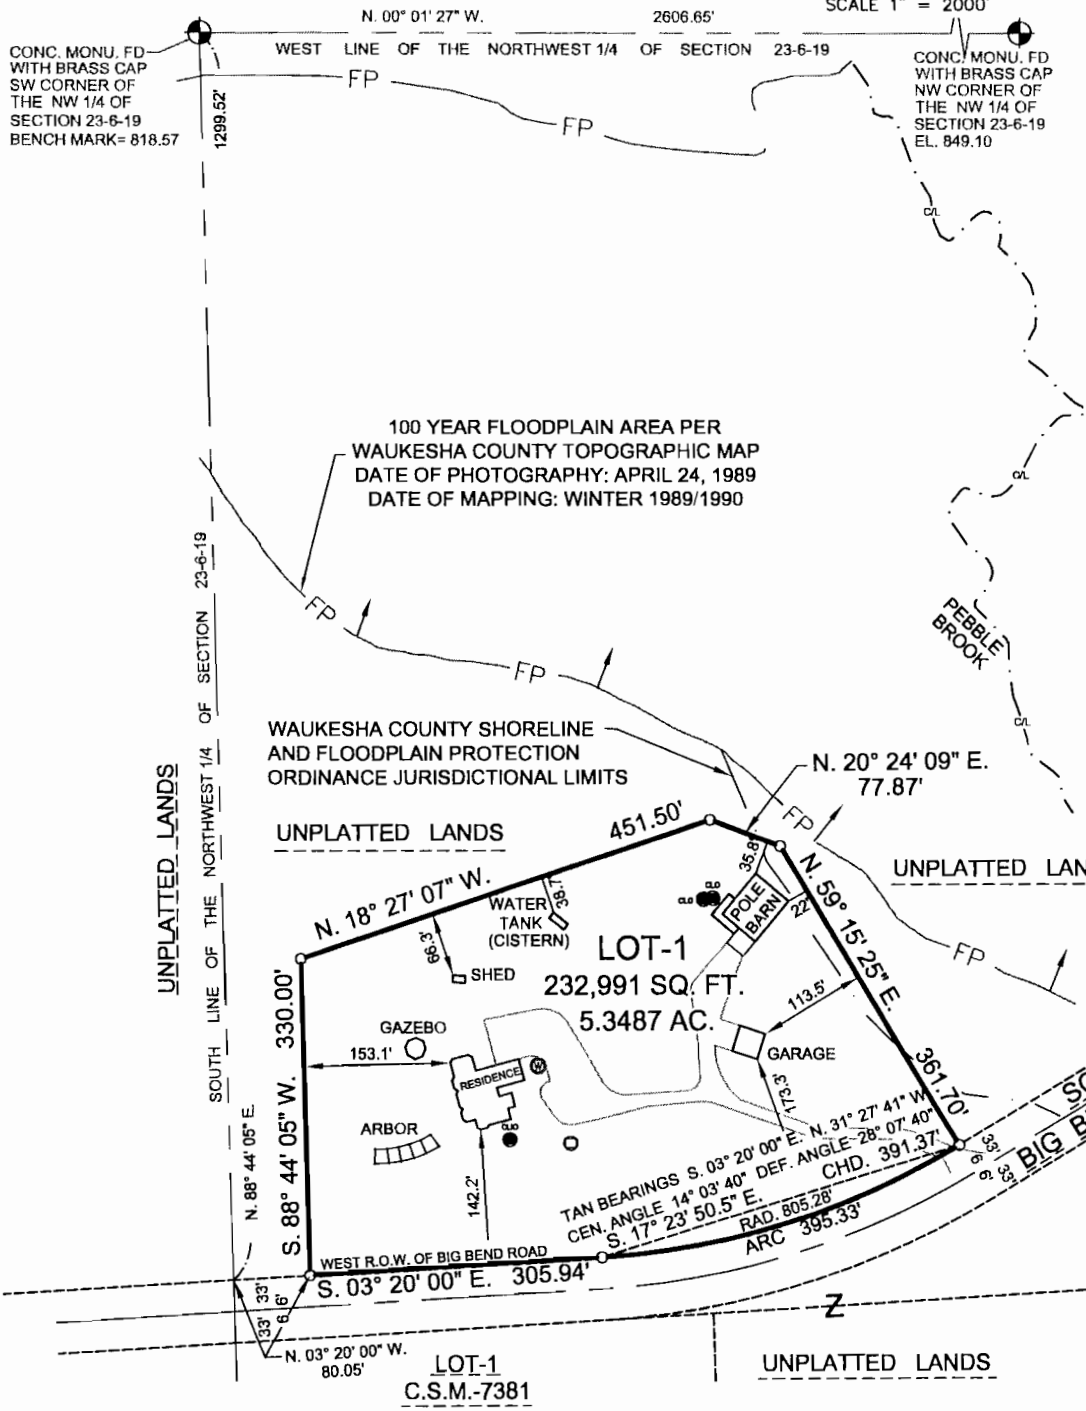 SCALE 1" = 2000'
N. 00° 01' 27" W.
2606.65'
WEST LINE OF THE NORTHWEST 1/4 OF SECTION 23-6-19
CONC. MONU. FD
WITH BRASS CAP
SW CORNER OF
THE NW 1/4 OF
SECTION 23-6-19
BENCH MARK= 818.57
CONC. MONU. FD
WITH BRASS CAP
NW CORNER OF
THE NW 1/4 OF
SECTION 23-6-19
EL. 849.10
1299.52'
FP
FP
C/L
100 YEAR FLOODPLAIN AREA PER
WAUKESHA COUNTY TOPOGRAPHIC MAP
DATE OF PHOTOGRAPHY: APRIL 24, 1989
DATE OF MAPPING: WINTER 1989/1990
C/L
FP
PEBBLE
BROOK
FP
C/L
SOUTH LINE OF THE NORTHWEST 1/4 OF SECTION 23-6-19
UNPLATTED LANDS
WAUKESHA COUNTY SHORELINE
AND FLOODPLAIN PROTECTION
ORDINANCE JURISDICTIONAL LIMITS
N. 20° 24' 09" E.
77.87'
FP
UNPLATTED LANDS
UNPLATTED LAN
N. 18° 27' 07" W. 451.50'
35.8'
38.7'
WATER
TANK
(CISTERN)
POLE
BARN
22'
N. 59° 15' 25" E. 361.70'
FP
66.3'
SHED
LOT-1
232,991 SQ. FT.
5.3487 AC.
113.5'
GAZEBO
153.1'
RESIDENCE
W
GARAGE
173.3'
S. 88° 44' 05" W. 330.00'
N. 88° 44' 05" E.
ARBOR
142.2'
TAN BEARINGS S. 03° 20' 00" E. N. 31° 27' 41" W
CEN. ANGLE 14° 03' 40" DEF. ANGLE 28° 07' 40"
S. 17° 23' 50.5" E. CHD. 391.37'
RAD. 805.28'
ARC 395.33'
SO
BIG B
33' 33'
66'
WEST R.O.W. OF BIG BEND ROAD
S. 03° 20' 00" E. 305.94'
33' 33'
66'
N. 03° 20' 00" W.
80.05'
Z
LOT-1
C.S.M.-7381
UNPLATTED LANDS